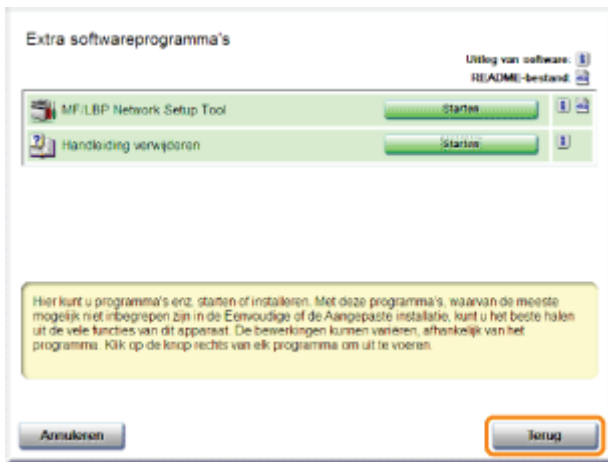 Extra softwareprogramma's
Uitleg van software:
README-bestand:
MF/LBP Network Setup Tool
Starten
Handleiding verwijderen
Starten
Hier kunt u programma's enz. starten of installeren. Met deze programma's, waarvan de meeste
mogelijk niet inbegrepen zijn in de Eenvoudige of de Aangepaste installatie, kunt u het beste halen
uit de vele functies van dit apparaat. De bewerkingen kunnen variëren, afhankelijk van het
programma. Klik op de knop rechts van elk programma om uit te voeren.
Annuleren
Terug